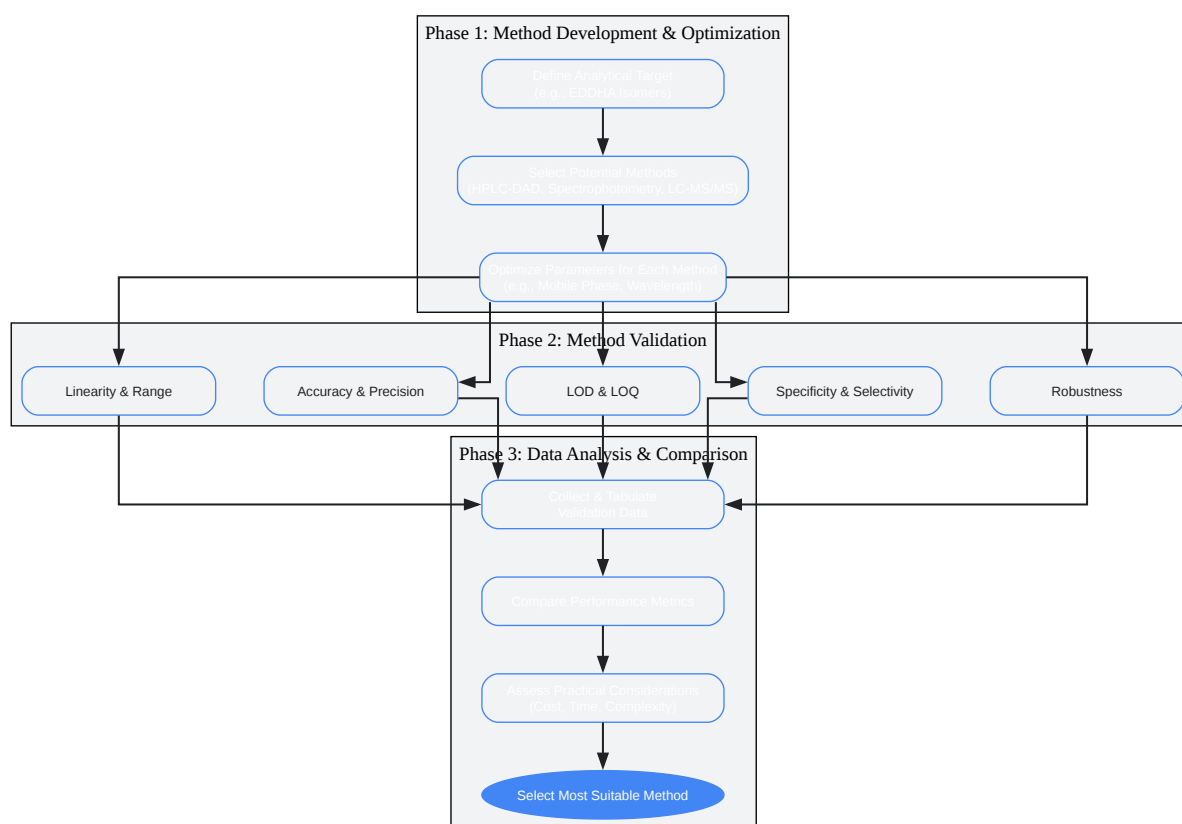 Phase 1: Method Development & Optimization
Define Analytical Target
(e.g., EDDHA Isomers)
Select Potential Methods
(HPLC-DAD, Spectrophotometry, LC-MS/MS)
Optimize Parameters for Each Method
(e.g., Mobile Phase, Wavelength)
Phase 2: Method Validation
Linearity & Range
Accuracy & Precision
LOD & LOQ
Specificity & Selectivity
Robustness
Phase 3: Data Analysis & Comparison
Collect & Tabulate
Validation Data
Compare Performance Metrics
Assess Practical Considerations
(Cost, Time, Complexity)
Select Most Suitable Method